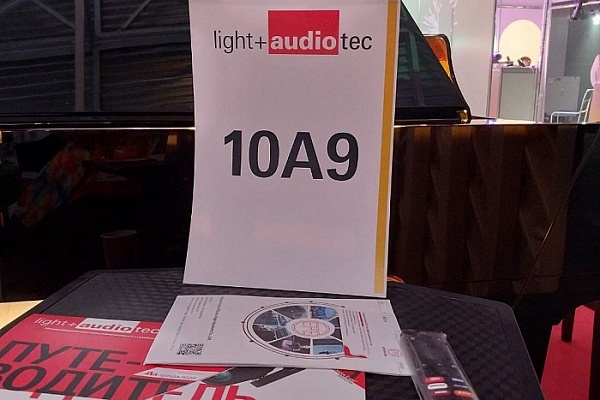 light+audiotec
10A9
light+audiotec
ПУТЕ-
ВОДИТЕЛЬ